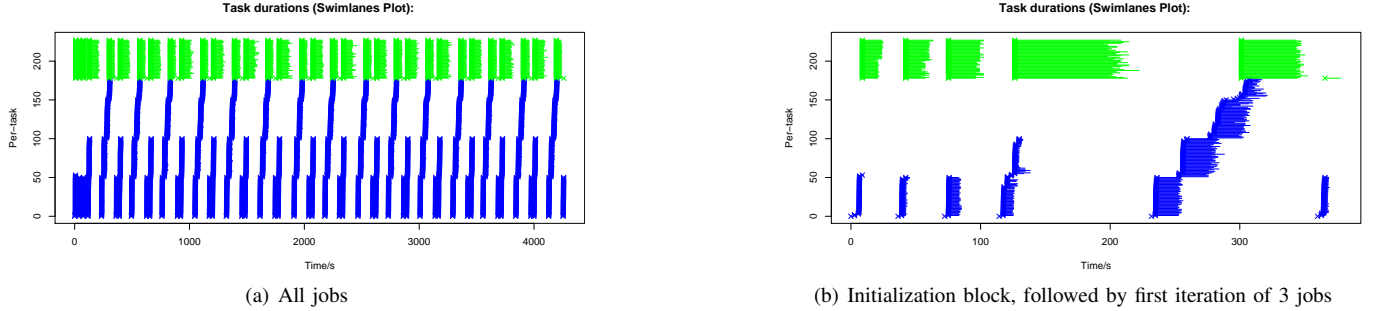 Task durations (Swimlanes Plot):
Per−task
200
150
100
50
0
0
1000
2000
3000
4000
Time/s
(a) All jobs
Task durations (Swimlanes Plot):
Per−task
200
150
100
50
0
0
100
200
300
Time/s
(b) Initialization block, followed by first iteration of 3 jobs